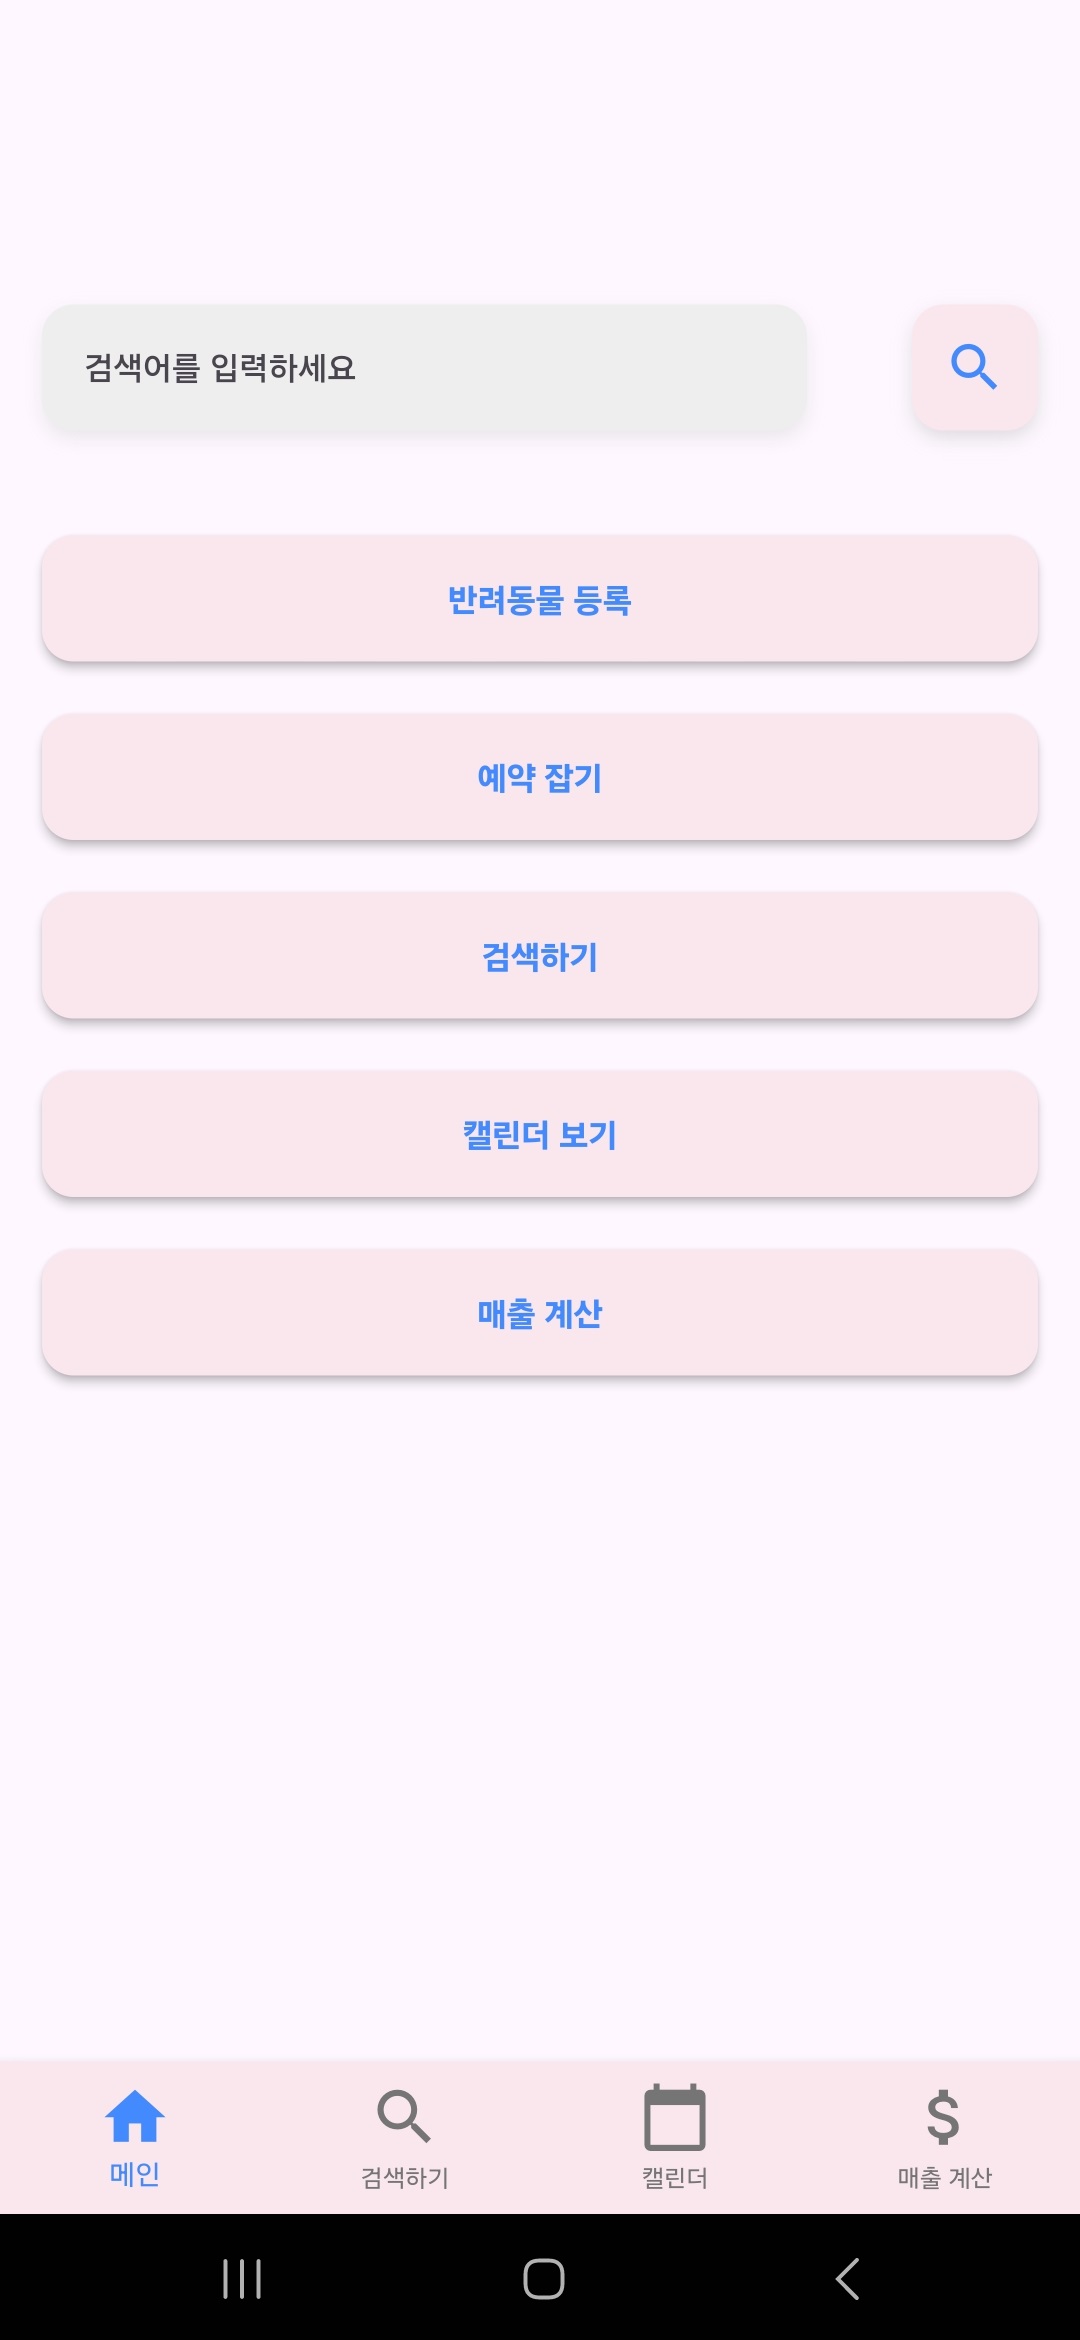 검색어를 입력하세요
반려동물 등록
예약 잡기
검색하기
캘린더 보기
매출 계산
메인
검색하기
캘린더
매출 계산